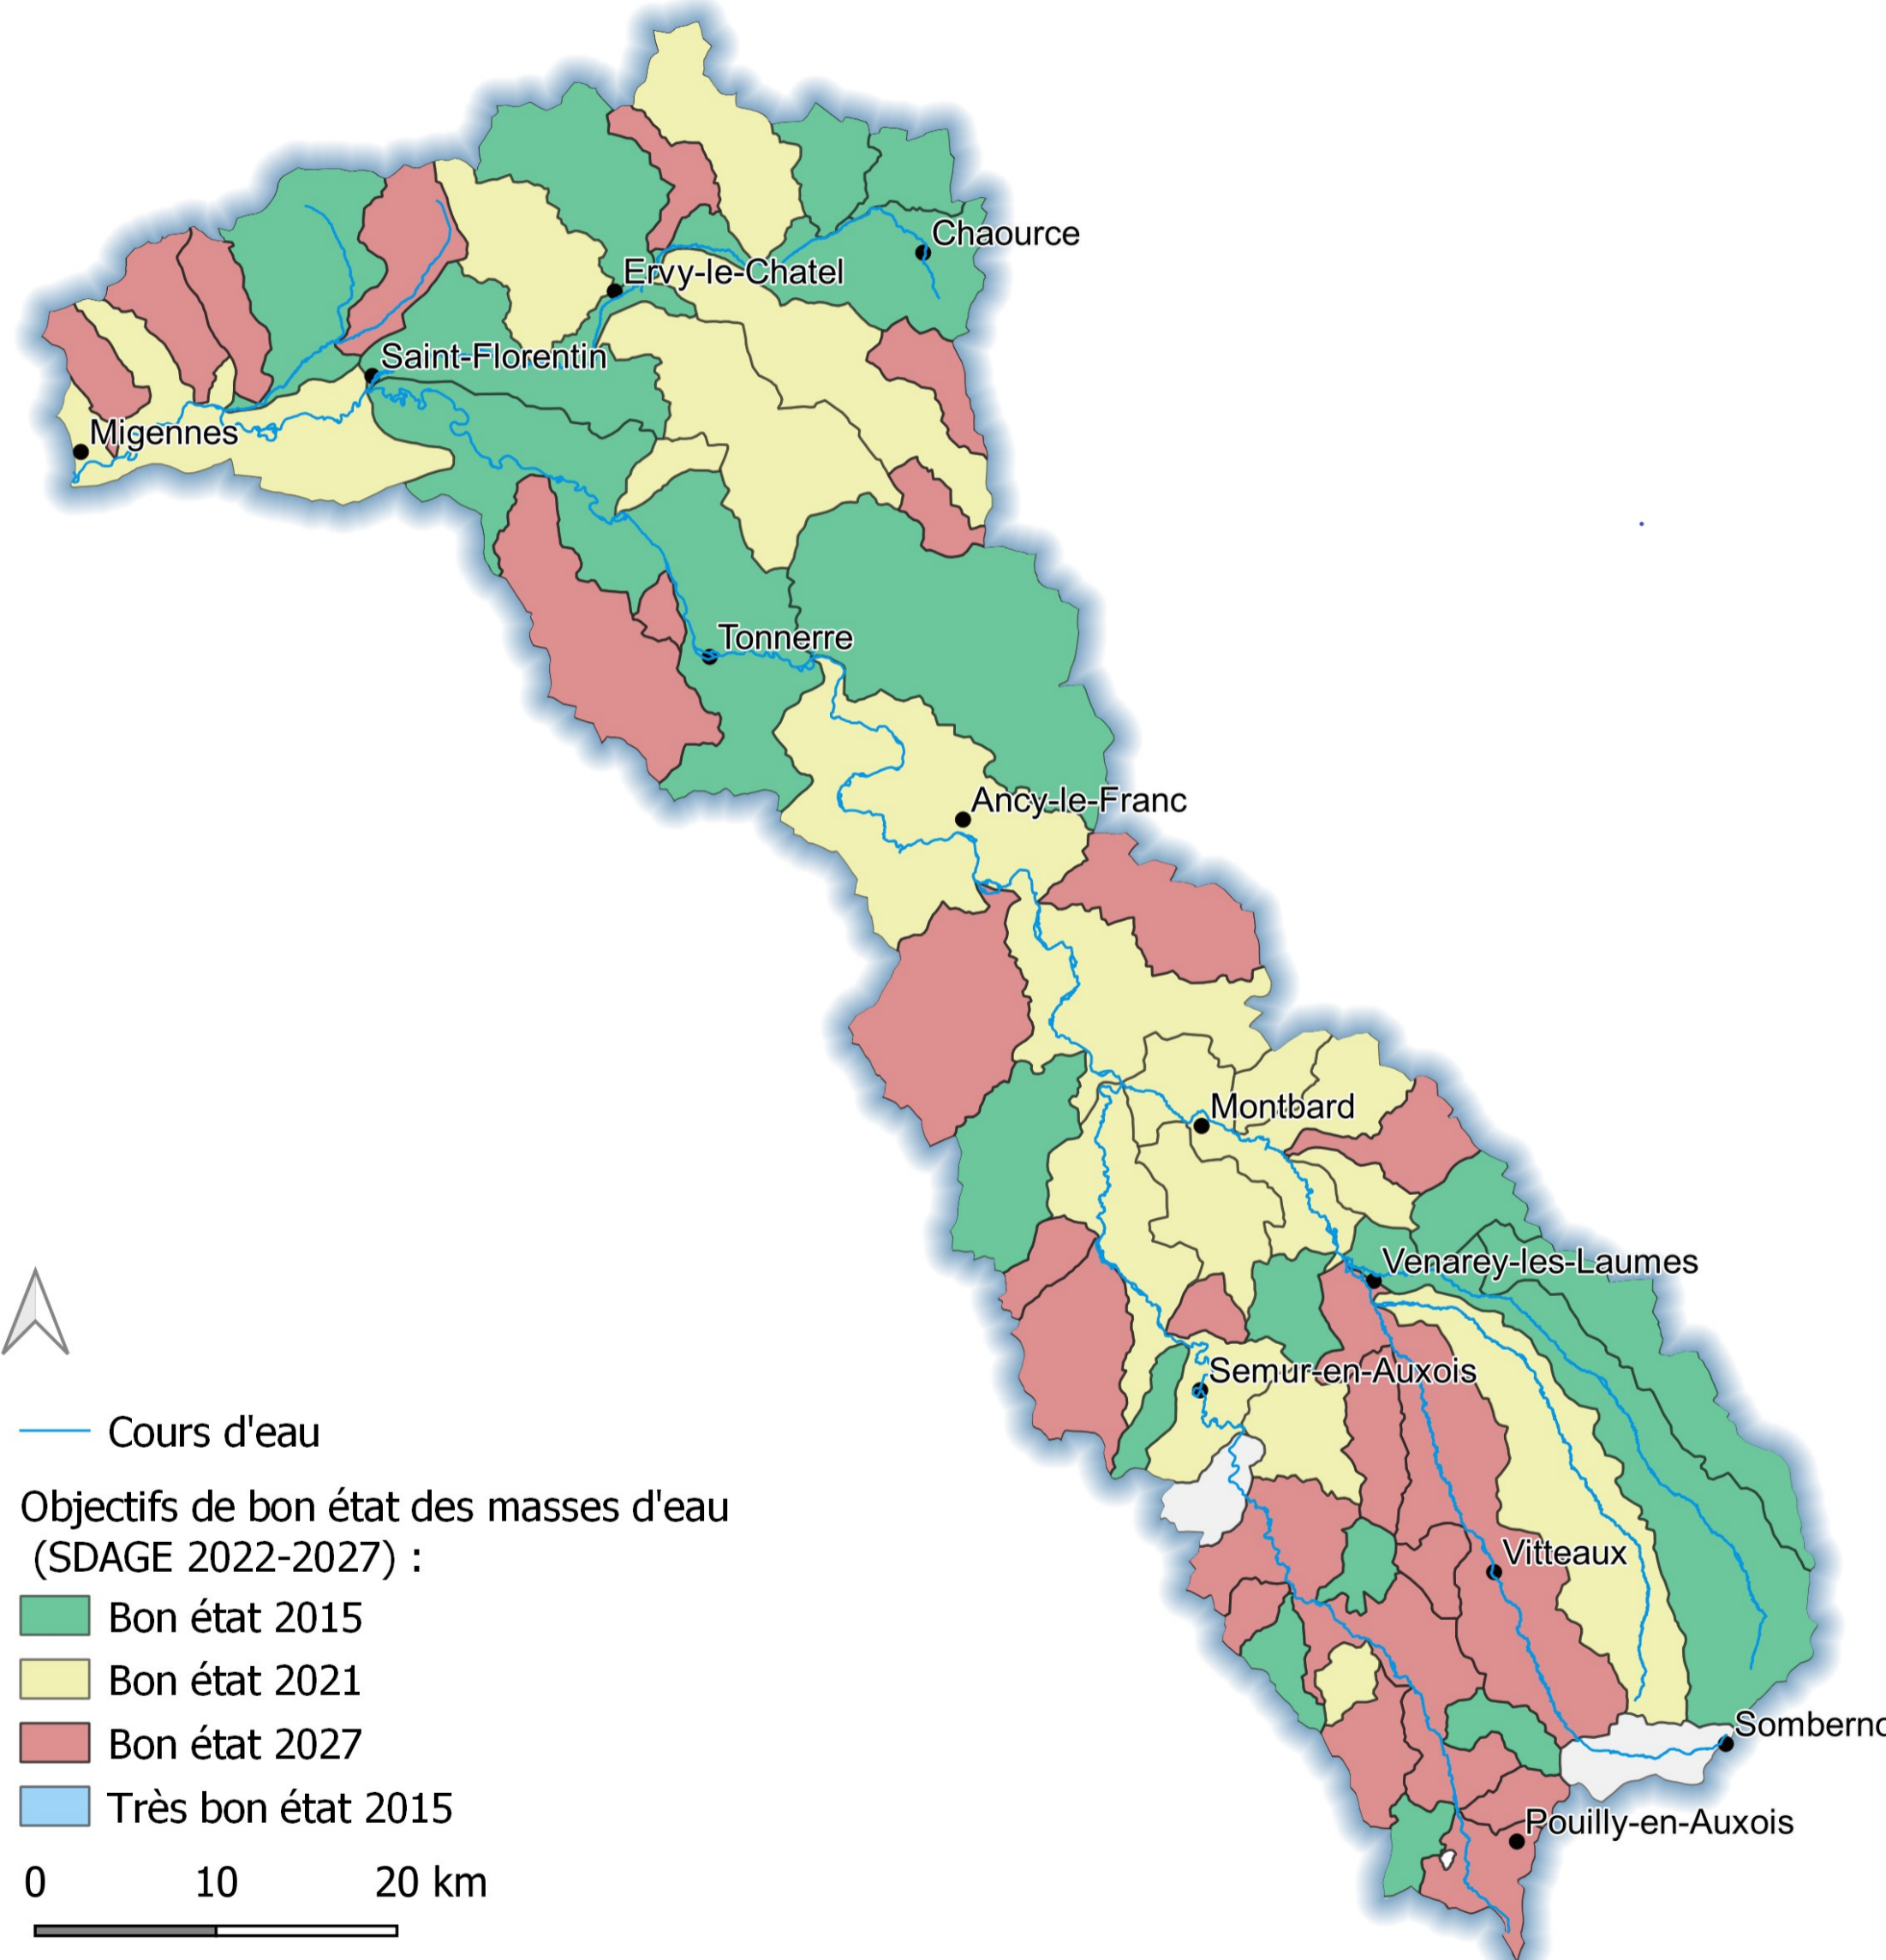 Chaource
Ervy-le-Chatel
Saint-Florentin
Migennes
Tonnerre
Ancy-le-Franc
Montbard
Venarey-les-Laumes
Semur-en-Auxois
Vitteaux
Somberno
Pouilly-en-Auxois
Cours d'eau
Objectifs de bon état des masses d'eau
(SDAGE 2022-2027) :
Bon état 2015
Bon état 2021
Bon état 2027
Très bon état 2015
0 10 20 km